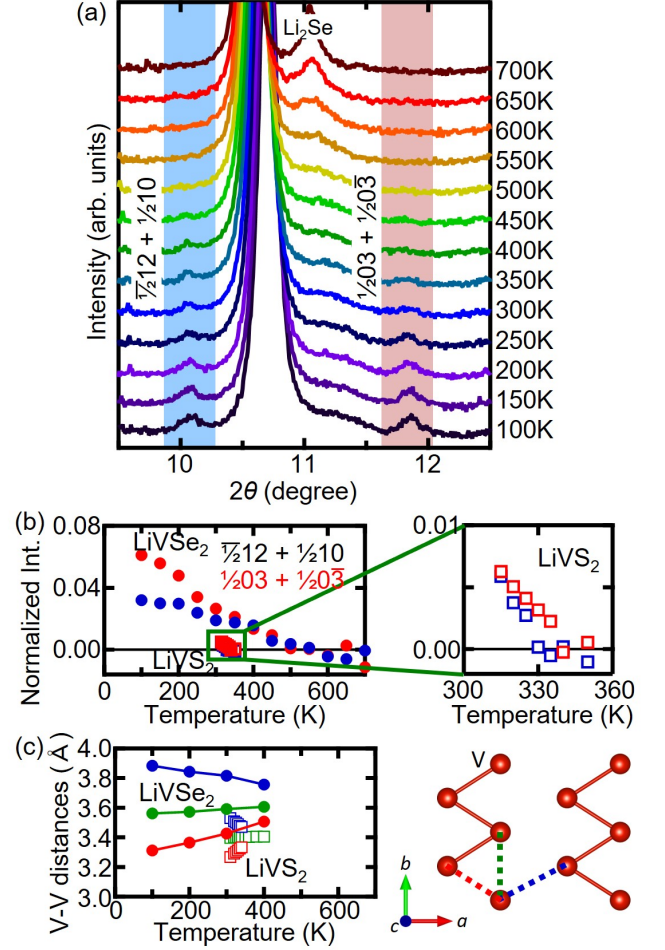 (a)
Li₂Se
700K
650K
600K
550K
500K
450K
400K
350K
300K
250K
200K
150K
100K
Intensity (arb. units)
1̅/212 + ½10
½03 + ½03̅
10
11
12
2θ (degree)
(b)
0.08
0.04
0.00
Normalized Int.
LiVSe₂
1̅/212 + ½10
½03 + ½03̅
LiVS₂
0
200
400
600
Temperature (K)
0.01
0.00
LiVS₂
300
330
360
Temperature (K)
(c)
4.0
3.8
3.6
3.4
3.2
3.0
V-V distances (Å)
LiVSe₂
LiVS₂
0
200
400
600
Temperature (K)
V
b
c
a